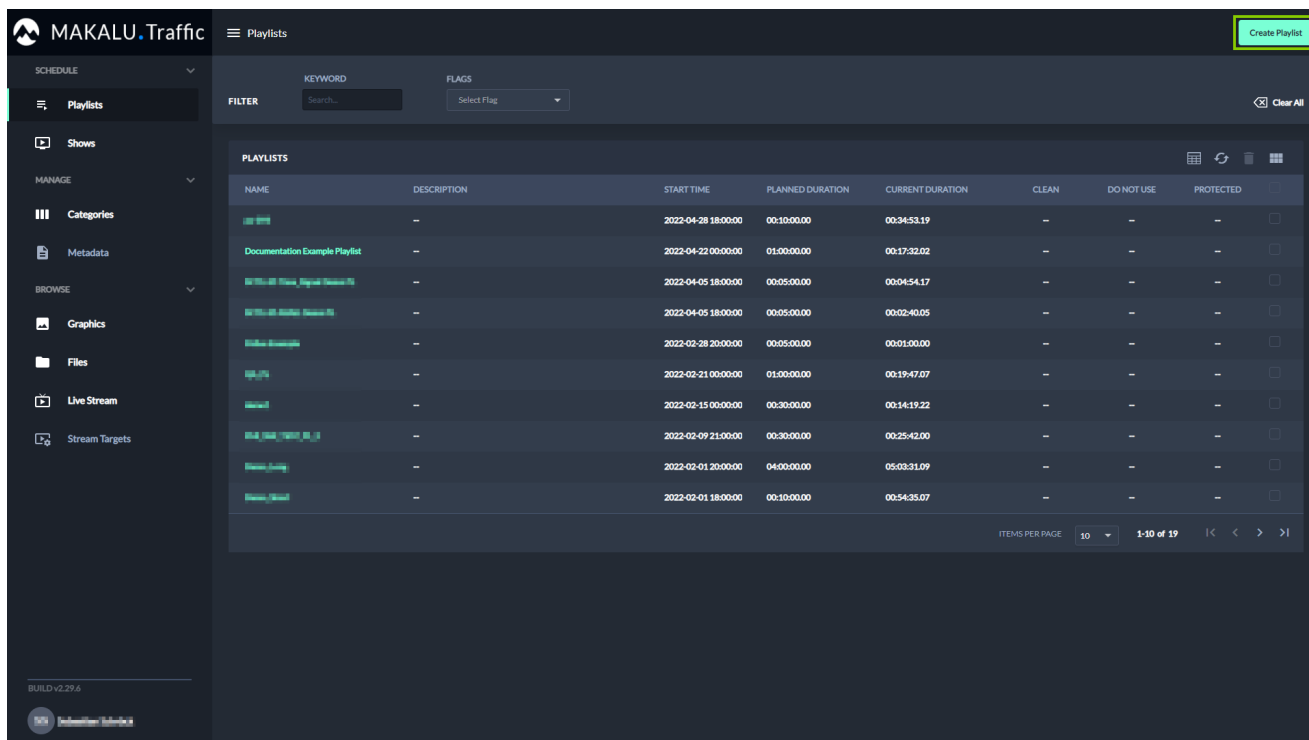 MAKALU.Traffic
Playlists
Create Playlist
SCHEDULE
Playlists
Shows
MANAGE
Categories
Metadata
BROWSE
Graphics
Files
Live Stream
Stream Targets
BUILD v2.29.6
KEYWORD FLAGS
FILTER Search... Select Flag Clear All
PLAYLISTS
NAME DESCRIPTION START TIME PLANNED DURATION CURRENT DURATION CLEAN DO NOT USE PROTECTED
-- 2022-04-28 18:00:00 00:10:00.00 00:34:53.19 -- -- --
Documentation Example Playlist -- 2022-04-22 00:00:00 01:00:00.00 00:17:32.02 -- -- --
-- 2022-04-05 18:00:00 00:05:00.00 00:04:54.17 -- -- --
-- 2022-04-05 18:00:00 00:05:00.00 00:02:40.05 -- -- --
-- 2022-02-28 20:00:00 00:05:00.00 00:01:00.00 -- -- --
-- 2022-02-21 00:00:00 01:00:00.00 00:19:47.07 -- -- --
-- 2022-02-15 00:00:00 00:30:00.00 00:14:19.22 -- -- --
-- 2022-02-09 21:00:00 00:30:00.00 00:25:42.00 -- -- --
-- 2022-02-01 20:00:00 04:00:00.00 05:03:31.09 -- -- --
-- 2022-02-01 18:00:00 00:10:00.00 00:54:35.07 -- -- --
ITEMS PER PAGE 10 1-10 of 19